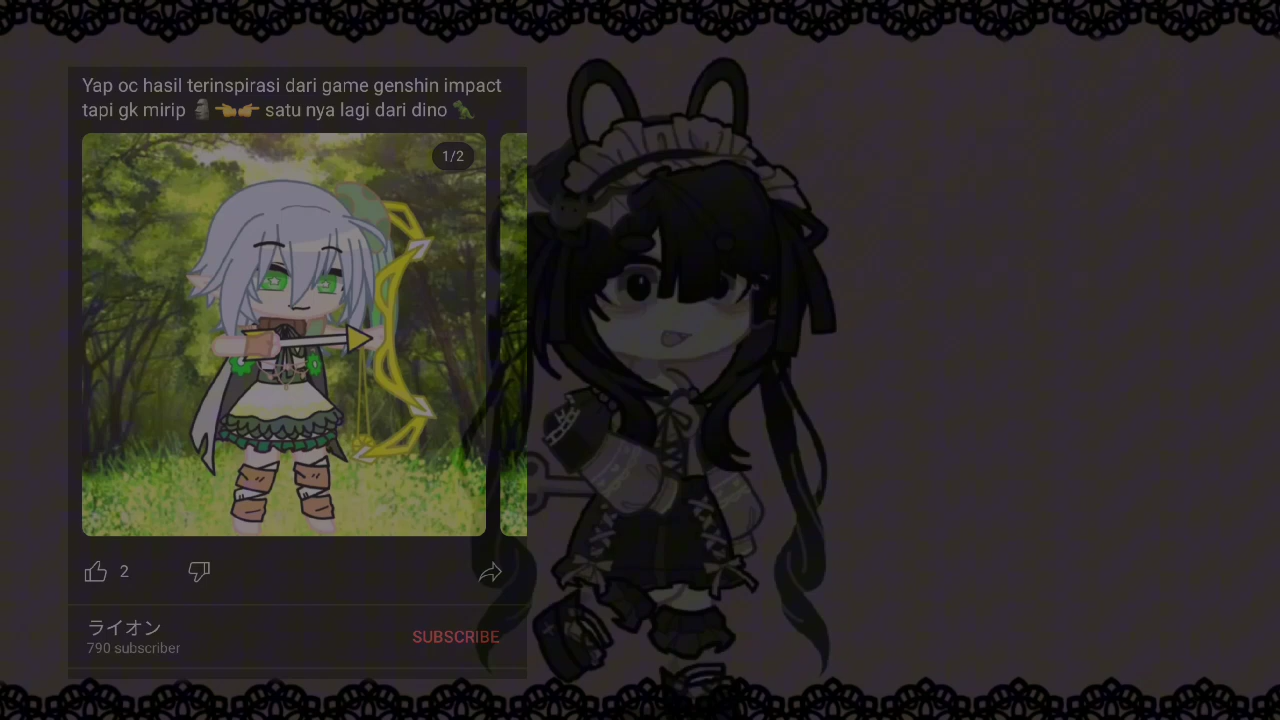 Yap oc hasil terinspirasi dari game genshin impact
tapi gk mirip 🗿👈👉 satu nya lagi dari dino 🦖
1/2
2
ライオン
790 subscriber
SUBSCRIBE